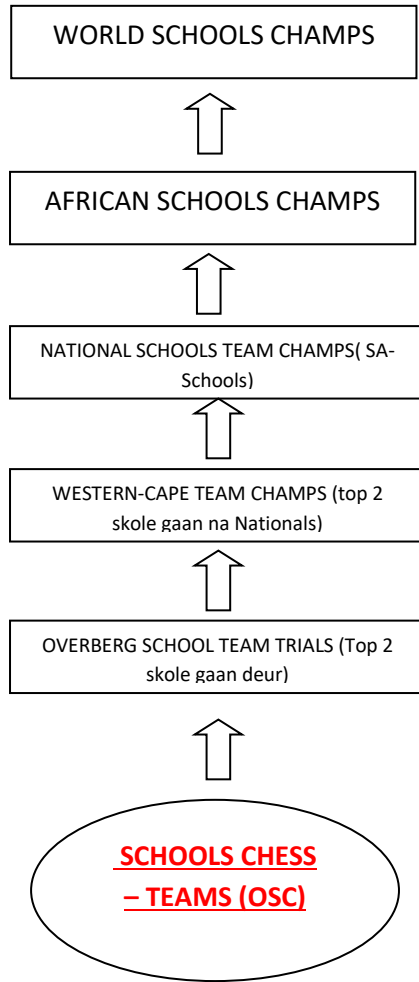 WORLD SCHOOLS CHAMPS
AFRICAN SCHOOLS CHAMPS
NATIONAL SCHOOLS TEAM CHAMPS( SA-
Schools)
WESTERN-CAPE TEAM CHAMPS (top 2
skole gaan na Nationals)
OVERBERG SCHOOL TEAM TRIALS (Top 2
skole gaan deur)
SCHOOLS CHESS
– TEAMS (OSC)